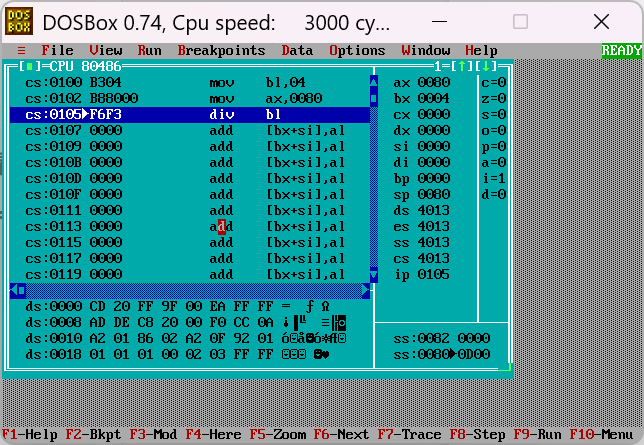 DOS BOX DOSBox 0.74, Cpu speed: 3000 cy...
≡ File View Run Breakpoints Data Options Window Help READY
[■]=CPU 80486 1=[↑][↓]
cs:0100 B304 mov bl,04 ax 0080 c=0
cs:0102 B88000 mov ax,0080 bx 0004 z=0
cs:0105►F6F3 div bl cx 0000 s=0
cs:0107 0000 add [bx+si],al dx 0000 o=0
cs:0109 0000 add [bx+si],al si 0000 p=0
cs:010B 0000 add [bx+si],al di 0000 a=0
cs:010D 0000 add [bx+si],al bp 0000 i=1
cs:010F 0000 add [bx+si],al sp 0080 d=0
cs:0111 0000 add [bx+si],al ds 4013
cs:0113 0000 add [bx+si],al es 4013
cs:0115 0000 add [bx+si],al ss 4013
cs:0117 0000 add [bx+si],al cs 4013
cs:0119 0000 add [bx+si],al ip 0105
ds:0000 CD 20 FF 9F 00 EA FF FF = ƒ Ω
ds:0008 AD DE C8 20 00 F0 CC 0A
ds:0010 A2 01 86 02 A2 0F 92 01 ss:0082 0000
ds:0018 01 01 01 00 02 03 FF FF ss:0080►0D00
F1-Help F2-Bkpt F3-Mod F4-Here F5-Zoom F6-Next F7-Trace F8-Step F9-Run F10-Menu